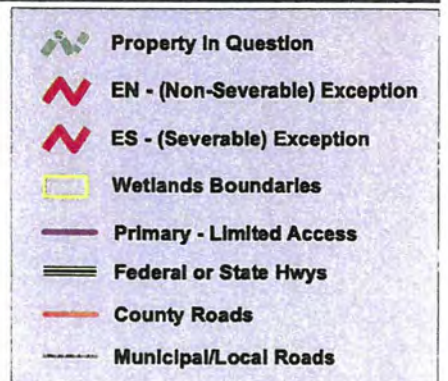 Property In Question
EN - (Non-Severable) Exception
ES - (Severable) Exception
Wetlands Boundaries
Primary - Limited Access
Federal or State Hwys
County Roads
Municipal/Local Roads